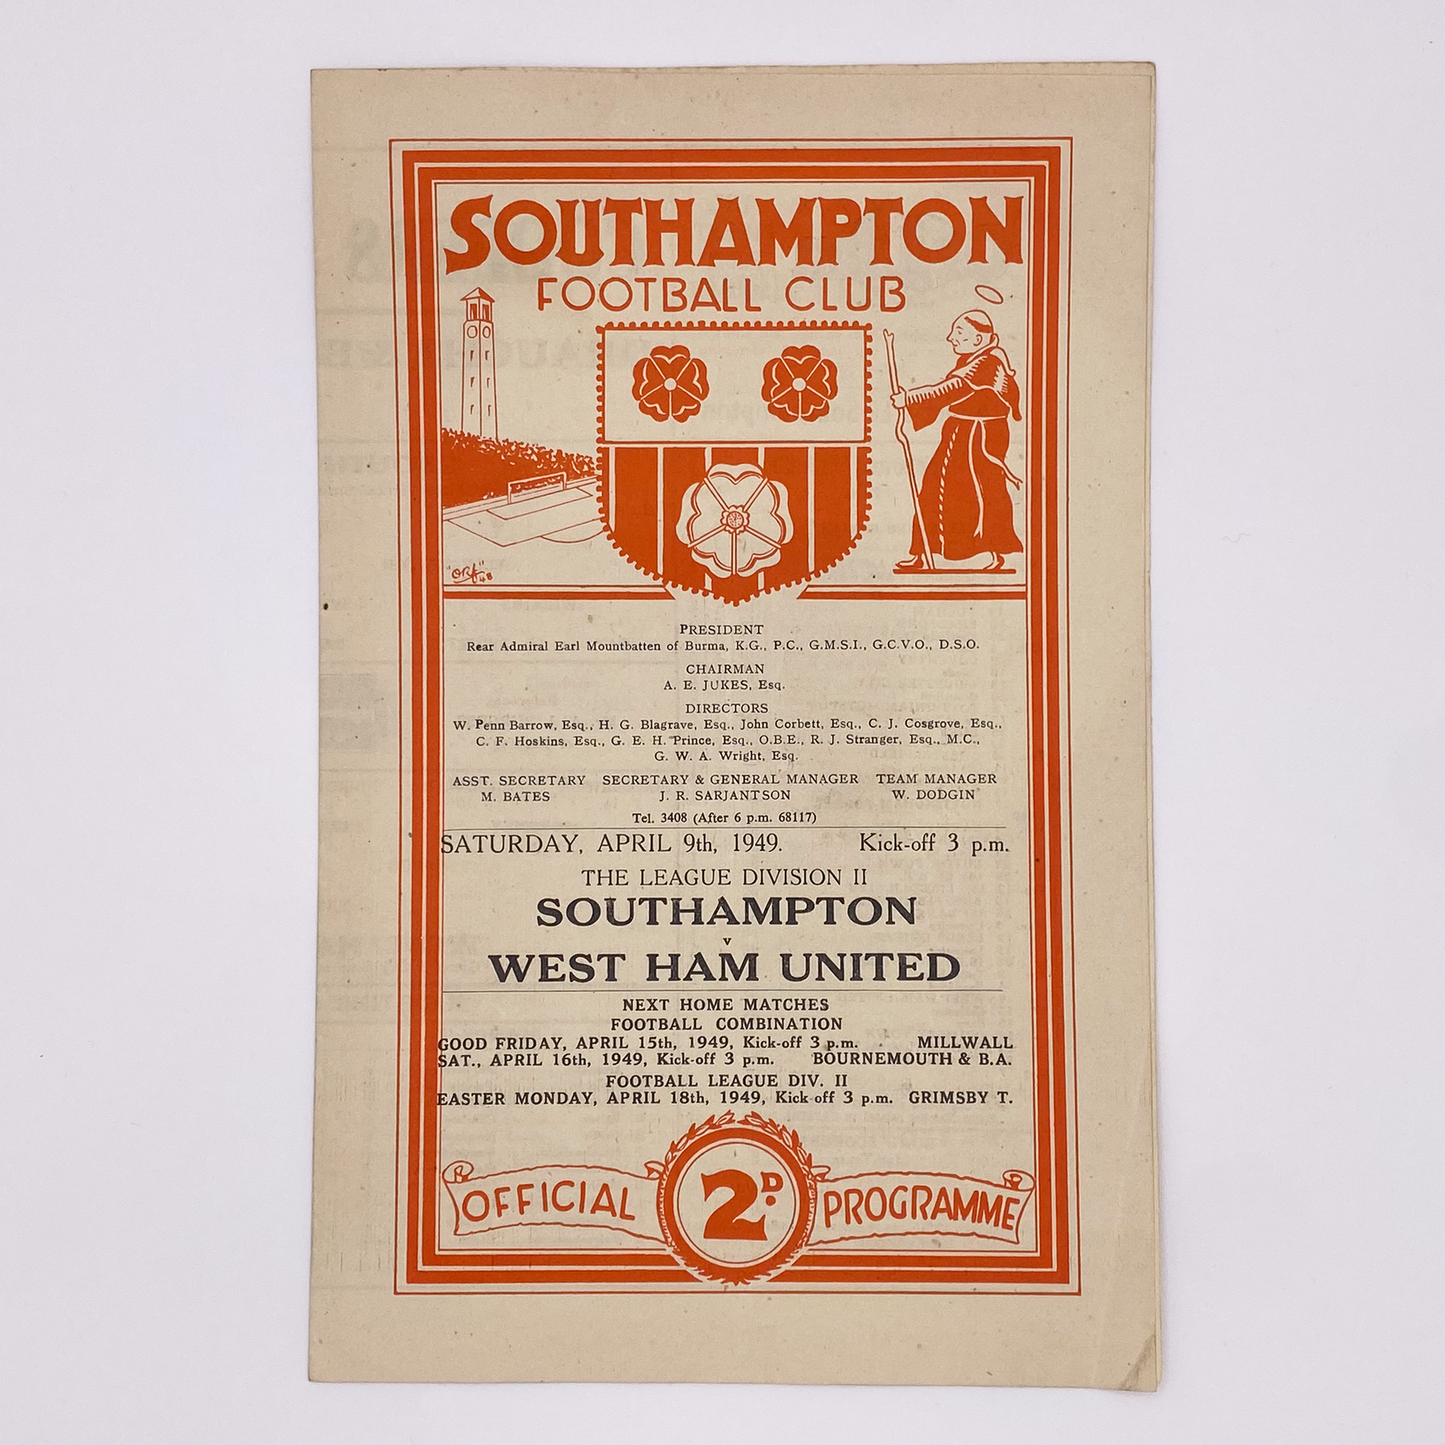 SOUTHAMPTON
FOOTBALL CLUB
PRESIDENT
Rear Admiral Earl Mountbatten of Burma, K.G., P.C., G.M.S.I., G.C.V.O., D.S.O.
CHAIRMAN
A. E. JUKES, Esq.
DIRECTORS
W. Penn Barrow, Esq., H. G. Blagrave, Esq., John Corbett, Esq., C. J. Cosgrove, Esq.,
C. F. Hoskins, Esq., G. E. H. Prince, Esq., O.B.E., R. J. Stranger, Esq., M.C.,
G. W. A. Wright, Esq.
ASST. SECRETARY SECRETARY & GENERAL MANAGER TEAM MANAGER
M. BATES J. R. SARJANTSON W. DODGIN
Tel. 3408 (After 6 p.m. 68117)
SATURDAY, APRIL 9th, 1949. Kick-off 3 p.m.
THE LEAGUE DIVISION II
SOUTHAMPTON
v
WEST HAM UNITED
NEXT HOME MATCHES
FOOTBALL COMBINATION
GOOD FRIDAY, APRIL 15th, 1949, Kick-off 3 p.m. . MILLWALL
SAT., APRIL 16th, 1949, Kick-off 3 p.m. BOURNEMOUTH & B.A.
FOOTBALL LEAGUE DIV. II
EASTER MONDAY, APRIL 18th, 1949, Kick-off 3 p.m. GRIMSBY T.
OFFICIAL 2D. PROGRAMME